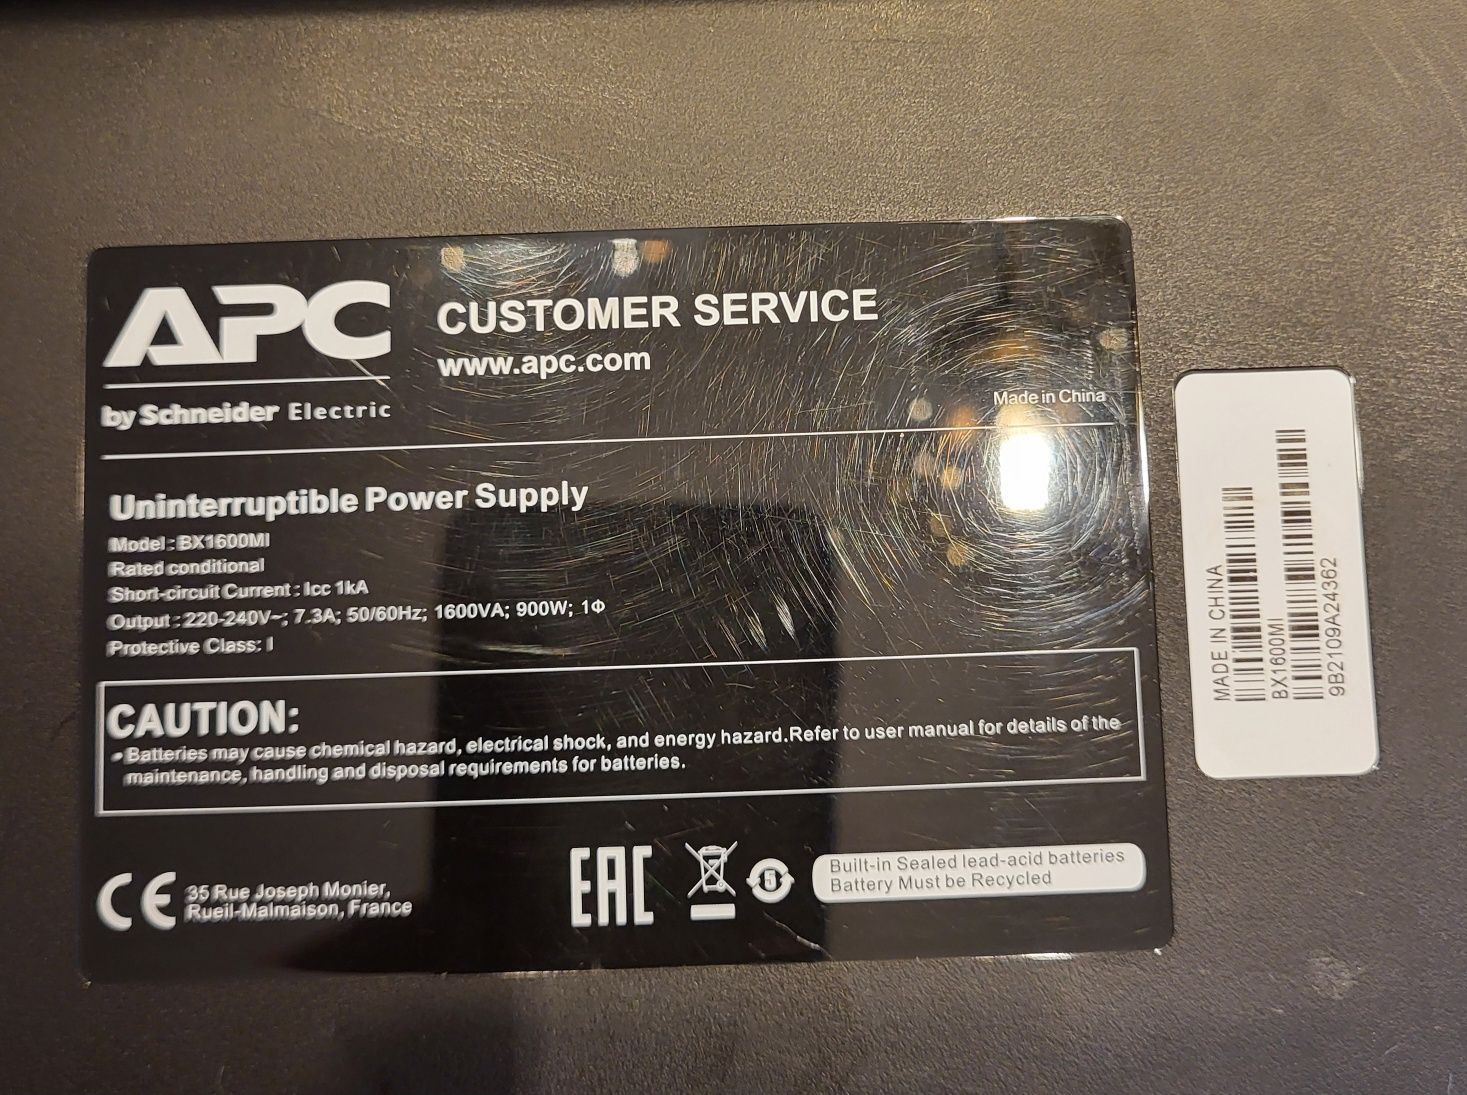 APC
by Schneider Electric
CUSTOMER SERVICE
www.apc.com
Made in China
Uninterruptible Power Supply
Model : BX1600MI
Rated conditional
Short-circuit Current : Icc 1kA
Output : 220-240V~; 7.3A; 50/60Hz; 1600VA; 900W; 1Φ
Protective Class: I
CAUTION:
• Batteries may cause chemical hazard, electrical shock, and energy hazard.Refer to user manual for details of the
maintenance, handling and disposal requirements for batteries.
CE
35 Rue Joseph Monier,
Rueil-Malmaison, France
EAC
5
Built-in Sealed lead-acid batteries
Battery Must be Recycled
MADE IN CHINA
BX1600MI
9B2109A24362